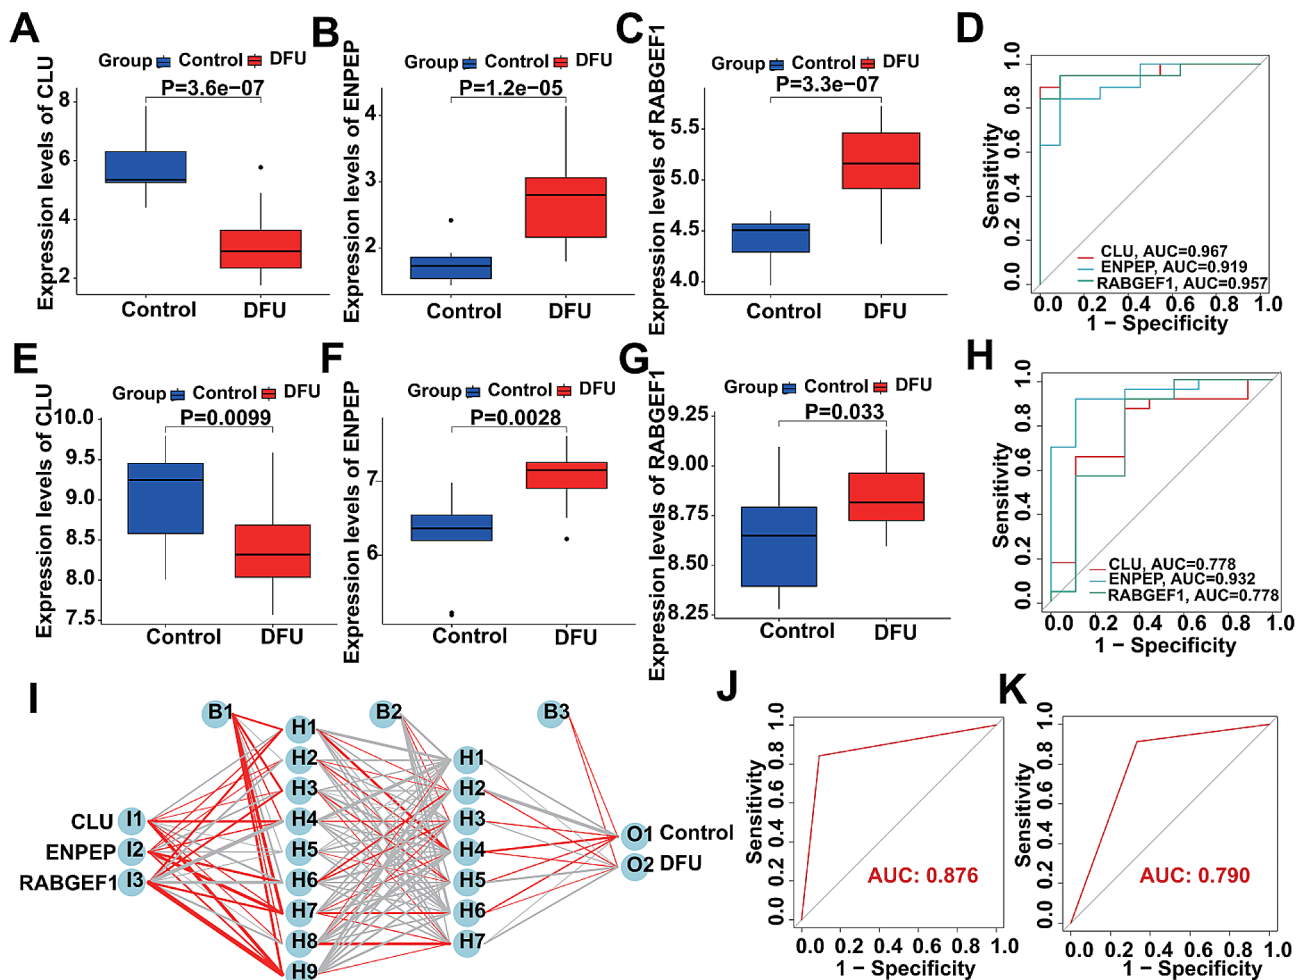 A
Group Control DFU
P=3.6e−07
Expression levels of CLU
8
6
4
2
Control DFU
B
Group Control DFU
P=1.2e−05
Expression levels of ENPEP
4
3
2
Control DFU
C
Group Control DFU
P=3.3e−07
Expression levels of RABGEF1
5.5
5.0
4.5
4.0
Control DFU
D
Sensitivity
1.0
0.8
0.6
0.4
0.2
0.0
CLU, AUC=0.967
ENPEP, AUC=0.919
RABGEF1, AUC=0.957
0.0 0.2 0.4 0.6 0.8 1.0
1 − Specificity
E
Group Control DFU
P=0.0099
Expression levels of CLU
10.0
9.5
9.0
8.5
8.0
7.5
Control DFU
F
Group Control DFU
P=0.0028
Expression levels of ENPEP
7
6
Control DFU
G
Group Control DFU
P=0.033
Expression levels of RABGEF1
9.25
9.00
8.75
8.50
8.25
Control DFU
H
Sensitivity
1.0
0.8
0.6
0.4
0.2
0.0
CLU, AUC=0.778
ENPEP, AUC=0.932
RABGEF1, AUC=0.778
0.0 0.2 0.4 0.6 0.8 1.0
1 − Specificity
I
B1 B2 B3
CLU I1
ENPEP I2
RABGEF1 I3
H1
H2
H3
H4
H5
H6
H7
H8
H9
H1
H2
H3
H4
H5
H6
H7
O1 Control
O2 DFU
J
Sensitivity
1.0
0.8
0.6
0.4
0.2
0.0
AUC: 0.876
0.0 0.2 0.4 0.6 0.8 1.0
1 − Specificity
K
Sensitivity
1.0
0.8
0.6
0.4
0.2
0.0
AUC: 0.790
0.0 0.2 0.4 0.6 0.8 1.0
1 − Specificity